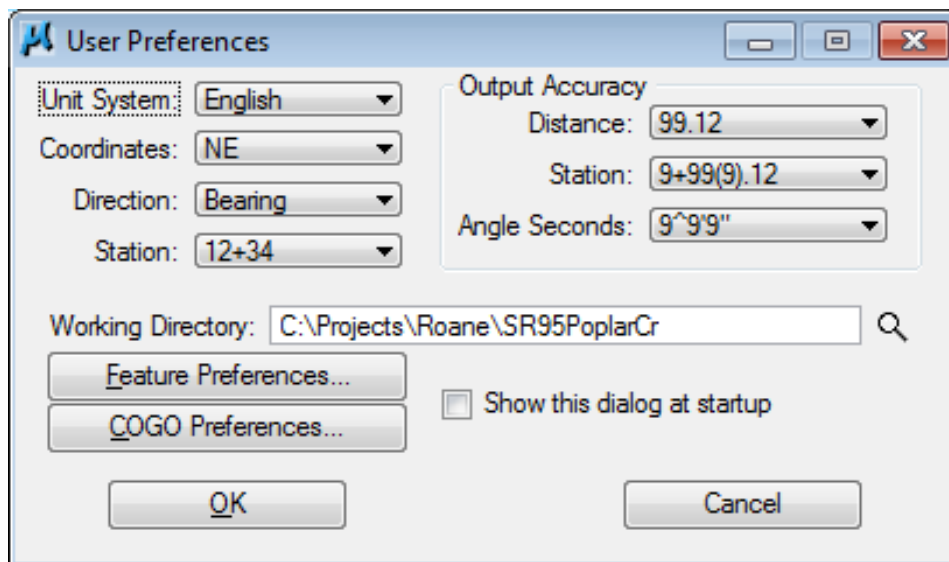 User Preferences
Unit System: English
Coordinates: NE
Direction: Bearing
Station: 12+34
Output Accuracy
Distance: 99.12
Station: 9+99(9).12
Angle Seconds: 9^9'9"
Working Directory: C:\Projects\Roane\SR95PoplarCr
Feature Preferences...
COGO Preferences...
Show this dialog at startup
OK Cancel